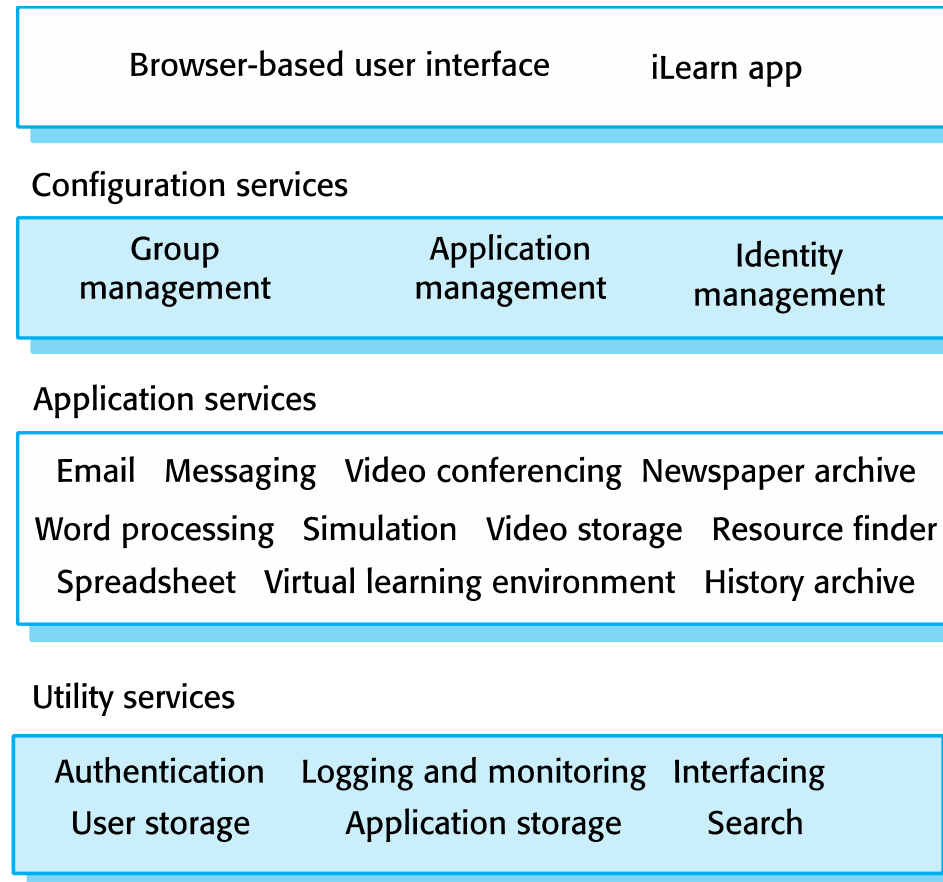 Browser-based user interface iLearn app
Configuration services
Group management Application management Identity management
Application services
Email Messaging Video conferencing Newspaper archive
Word processing Simulation Video storage Resource finder
Spreadsheet Virtual learning environment History archive
Utility services
Authentication Logging and monitoring Interfacing
User storage Application storage Search